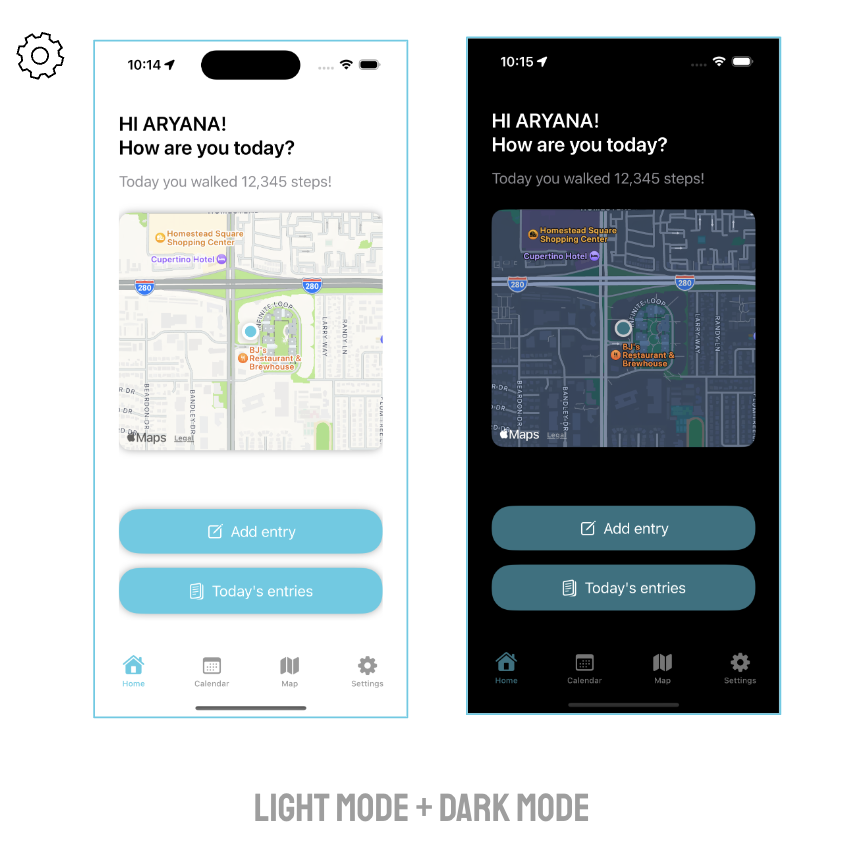 10:14
HI ARYANA!
How are you today?
Today you walked 12,345 steps!
Homestead Square
Shopping Center
Cupertino Hotel
280
280
INFINITE LOOP
LARRY WAY
RANDY LN
BJ's
Restaurant &
Brewhouse
BEARDON DR
BANDLEY DR
Maps
Legal
Add entry
Today's entries
Home
Calendar
Map
Settings
10:15
HI ARYANA!
How are you today?
Today you walked 12,345 steps!
Homestead Square
Shopping Center
Cupertino Hotel
280
280
INFINITE LOOP
LARRY WAY
RANDY LN
BJ's
Restaurant &
Brewhouse
BEARDON DR
BANDLEY DR
Maps
Legal
Add entry
Today's entries
Home
Calendar
Map
Settings
LIGHT MODE + DARK MODE